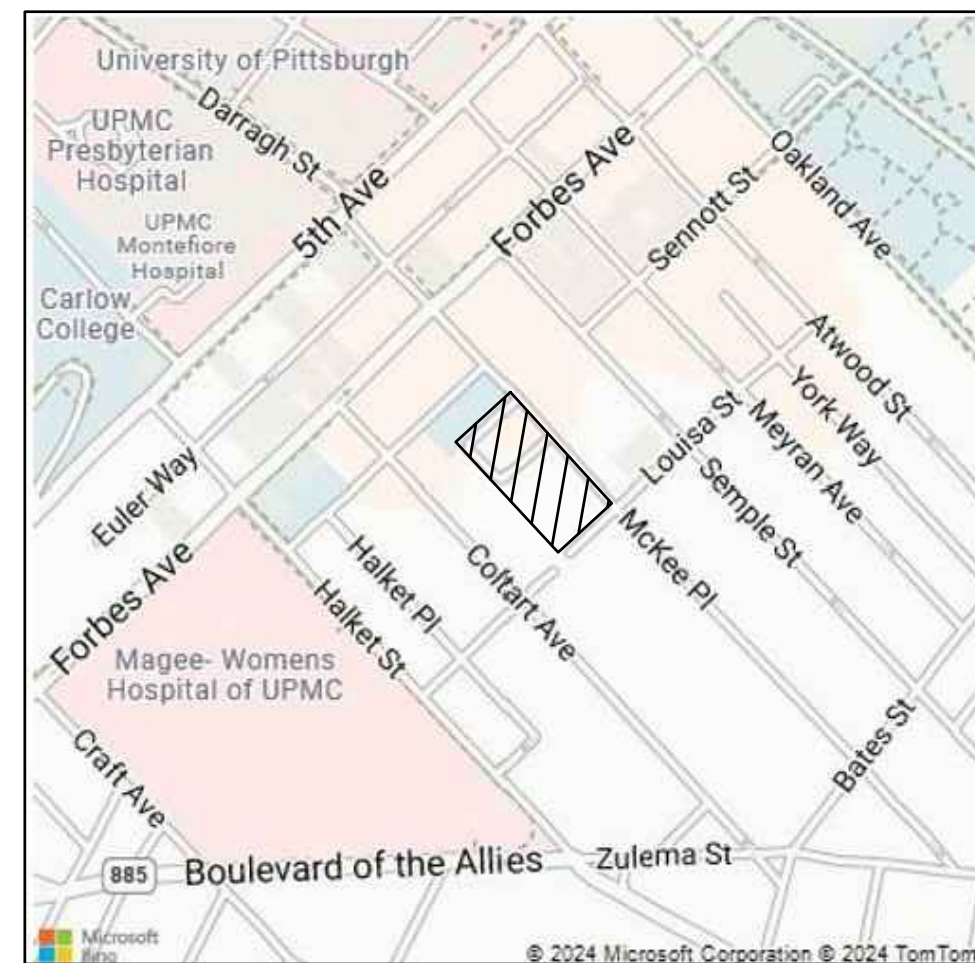 University of Pittsburgh
Darragh St
UPMC
Presbyterian
Hospital
5th Ave
Forbes Ave
Oakland Ave
Sennott St
UPMC
Montefiore
Hospital
Carlow
College
Atwood St
York Way
Meyran Ave
Louisa St
Semple St
McKee Pl
Euler Way
Coltart Ave
Halket Pl
Halket St
Forbes Ave
Magee- Womens
Hospital of UPMC
Craft Ave
Bates St
885
Boulevard of the Allies
Zulema St
Microsoft
Bing
© 2024 Microsoft Corporation © 2024 TomTom